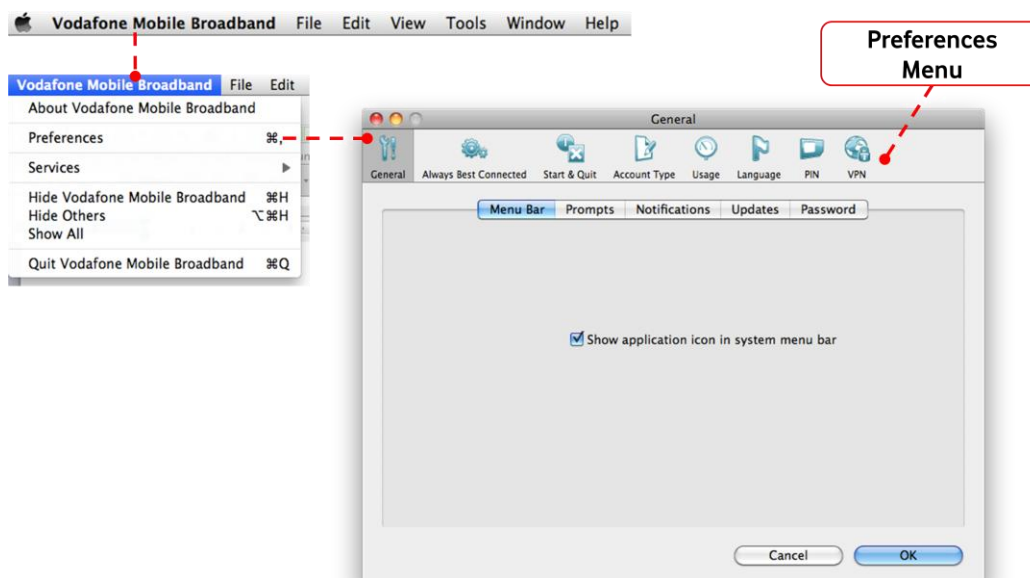 Vodafone Mobile Broadband File Edit View Tools Window Help
Preferences
Menu
Vodafone Mobile Broadband File Edit
About Vodafone Mobile Broadband
Preferences ⌘,
Services ▶
Hide Vodafone Mobile Broadband ⌘H
Hide Others ⌥⌘H
Show All
Quit Vodafone Mobile Broadband ⌘Q
General
General Always Best Connected Start & Quit Account Type Usage Language PIN VPN
Menu Bar Prompts Notifications Updates Password
Show application icon in system menu bar
Cancel OK